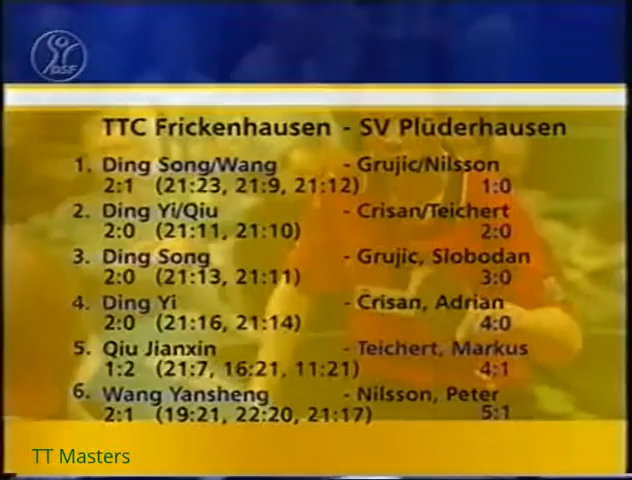 DSF
TTC Frickenhausen - SV Plüderhausen
1. Ding Song/Wang - Grujic/Nilsson
2:1 (21:23, 21:9, 21:12) 1:0
2. Ding Yi/Qiu - Crisan/Teichert
2:0 (21:11, 21:10) 2:0
3. Ding Song - Grujic, Slobodan
2:0 (21:13, 21:11) 3:0
4. Ding Yi - Crisan, Adrian
2:0 (21:16, 21:14) 4:0
5. Qiu Jianxin - Teichert, Markus
1:2 (21:7, 16:21, 11:21) 4:1
6. Wang Yansheng - Nilsson, Peter
2:1 (19:21, 22:20, 21:17) 5:1
TT Masters